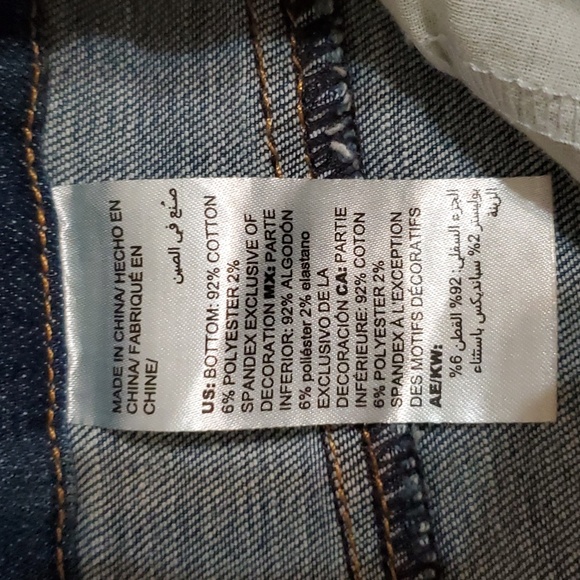 MADE IN CHINA/ HECHO EN
CHINA/ FABRIQUÉ EN
CHINE/
صنع في الصين
US: BOTTOM: 92% COTTON
6% POLYESTER 2%
SPANDEX EXCLUSIVE OF
DECORATION MX: PARTE
INFERIOR: 92% ALGODÓN
6% poliéster 2% elastano
EXCLUSIVO DE LA
DECORACIÓN CA: PARTIE
INFÉRIEURE: 92% COTON
6% POLYESTER 2%
SPANDEX À L'EXCEPTION
DES MOTIFS DECORATIFS
AE/KW:
الجزء السفلي: 92% القطن 6%
بوليستر 2% سبانديكس باستثناء
الزينة